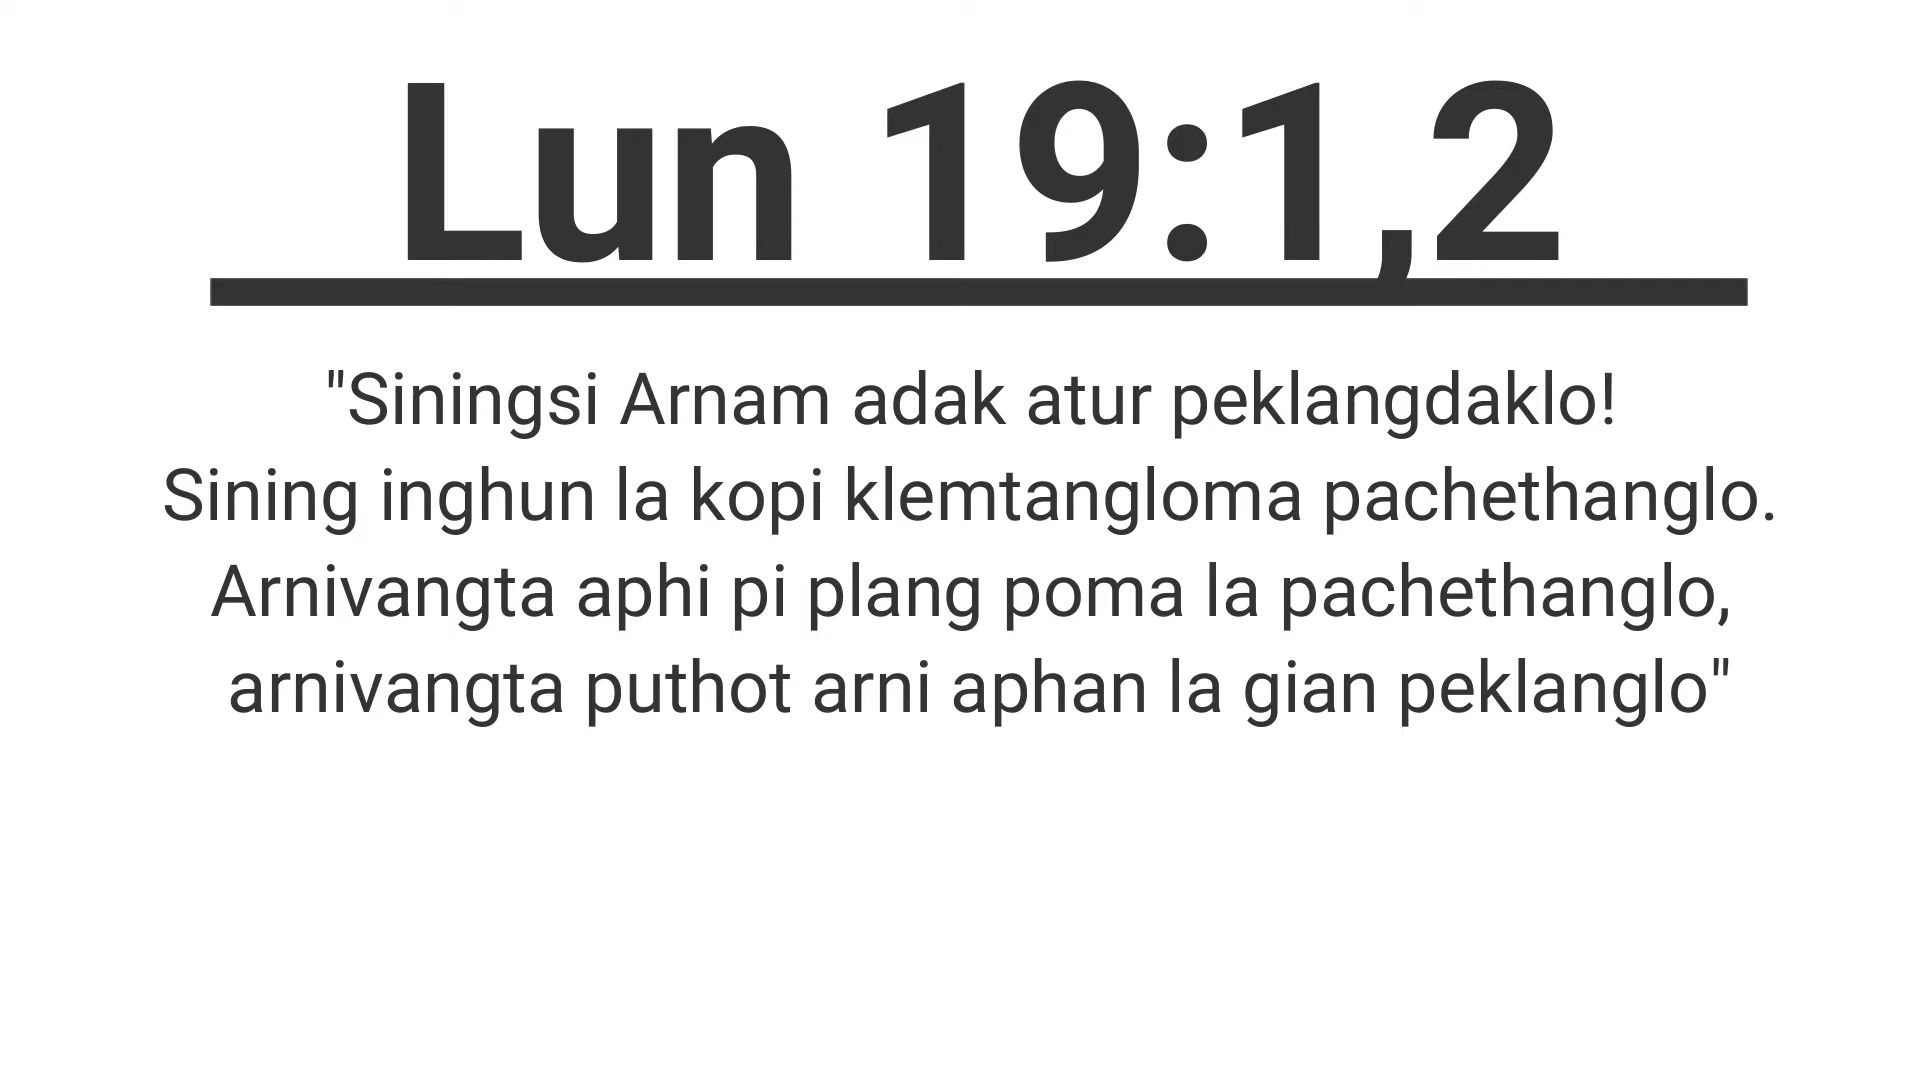 Lun 19:1,2
"Siningsi Arnam adak atur peklangdaklo!
Sining inghun la kopi klemtangloma pachethanglo.
Arnivangta aphi pi plang poma la pachethanglo,
arnivangta puthot arni aphan la gian peklanglo"